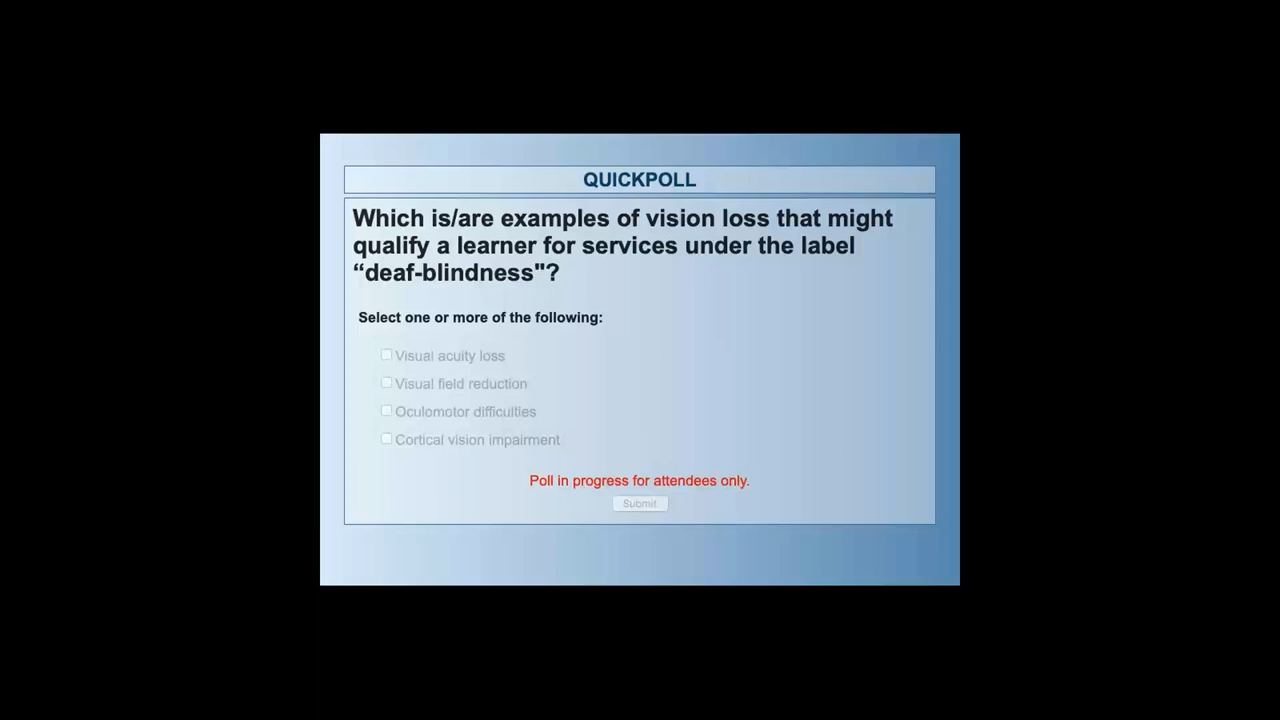 QUICKPOLL
Which is/are examples of vision loss that might
qualify a learner for services under the label
“deaf-blindness"?
Select one or more of the following:
Visual acuity loss
Visual field reduction
Oculomotor difficulties
Cortical vision impairment
Poll in progress for attendees only.
Submit